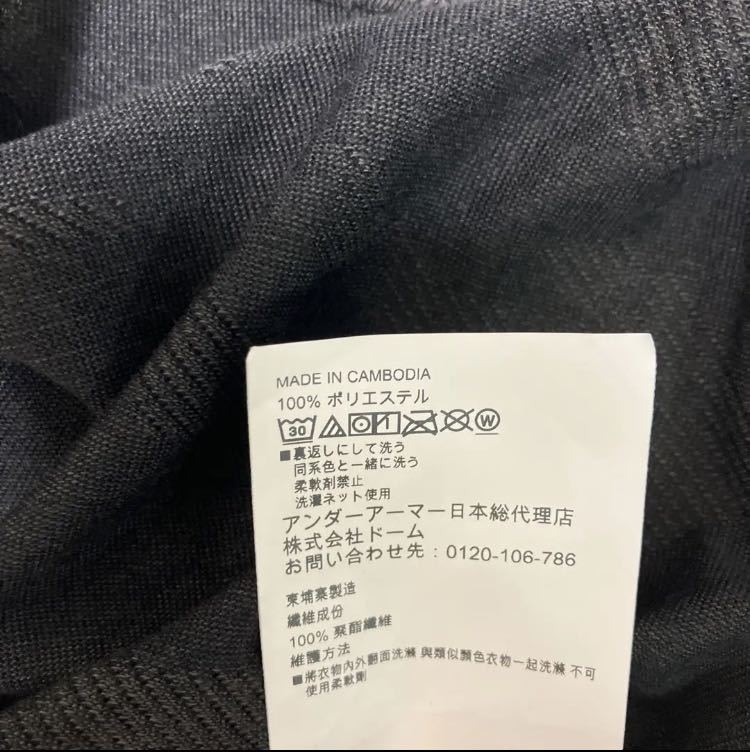 MADE IN CAMBODIA
100% ポリエステル
30 W
■裏返しにして洗う
同系色と一緒に洗う
柔軟剤禁止
洗濯ネット使用
アンダーアーマー日本総代理店
株式会社ドーム
お問い合わせ先：0120-106-786
柬埔寨製造
纖維成份
100% 聚酯纖維
維護方法
■將衣物內外翻面洗滌 與類似顏色衣物一起洗滌 不可
使用柔軟劑